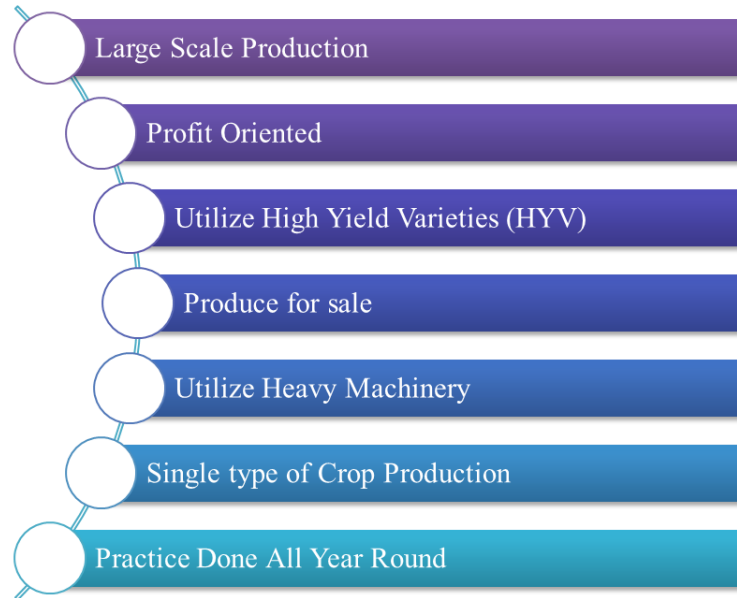 Large Scale Production
Profit Oriented
Utilize High Yield Varieties (HYV)
Produce for sale
Utilize Heavy Machinery
Single type of Crop Production
Practice Done All Year Round